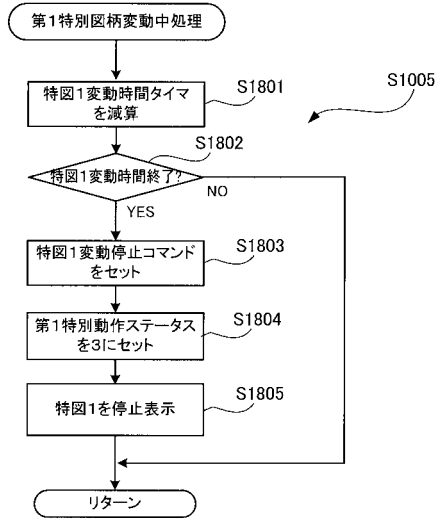 第1特別図柄変動中処理
S1801
S1005
特図1変動時間タイマ
を減算
S1802
特図1変動時間終了?
NO
YES
S1803
特図1変動停止コマンド
をセット
S1804
第1特別動作ステータス
を3にセット
S1805
特図1を停止表示
リターン